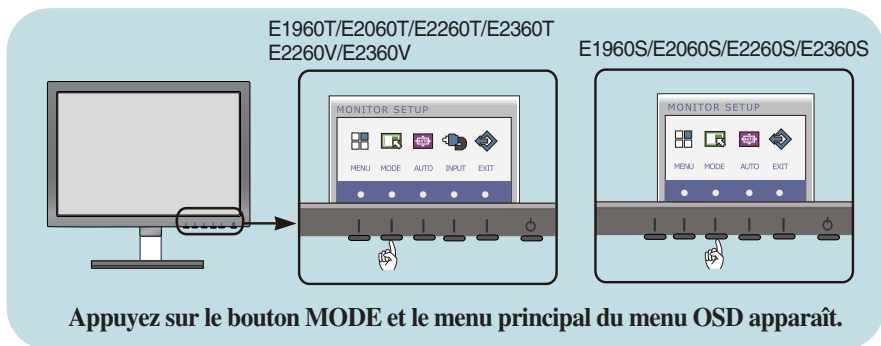 E1960T/E2060T/E2260T/E2360T
E2260V/E2360V
E1960S/E2060S/E2260S/E2360S
MONITOR SETUP
MENU MODE AUTO INPUT EXIT
MONITOR SETUP
MENU MODE AUTO EXIT
Appuyez sur le bouton MODE et le menu principal du menu OSD apparaît.